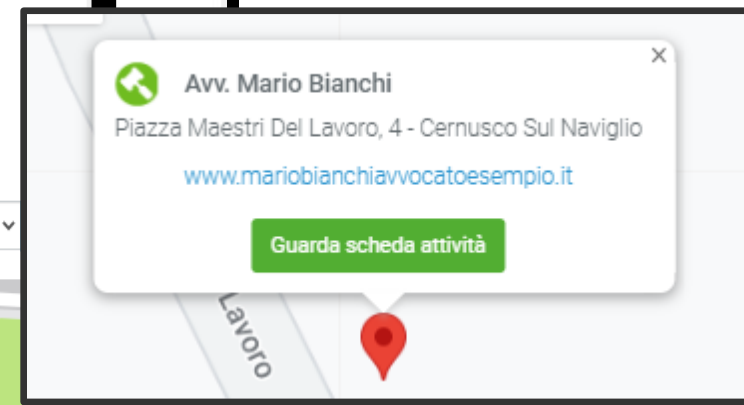 Avv. Mario Bianchi
Piazza Maestri Del Lavoro, 4 - Cernusco Sul Naviglio
www.mariobianchiavvocatoesempio.it
Guarda scheda attività
Lavoro